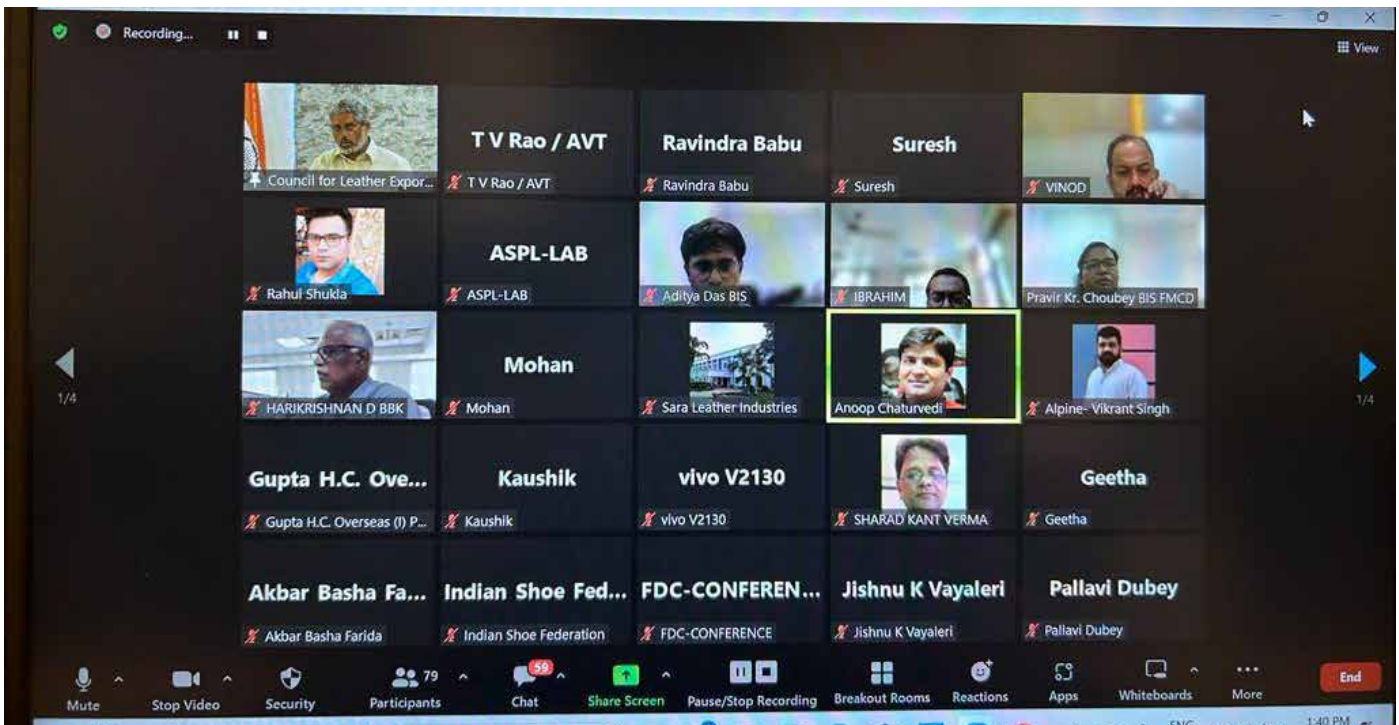 Recording...
View
Council for Leather Expor...
T V Rao / AVT
T V Rao / AVT
Ravindra Babu
Ravindra Babu
Suresh
Suresh
VINOD
Rahul Shukla
ASPL-LAB
ASPL-LAB
Aditya Das BIS
IBRAHIM
Pravir Kr. Choubey BIS FMCD
1/4
HARIKRISHNAN D BBK
Mohan
Mohan
Sara Leather Industries
Anoop Chaturvedi
Alpine- Vikrant Singh
1/4
Gupta H.C. Ove...
Gupta H.C. Overseas (I) P...
Kaushik
Kaushik
vivo V2130
vivo V2130
SHARAD KANT VERMA
Geetha
Geetha
Akbar Basha Fa...
Akbar Basha Farida
Indian Shoe Fed...
Indian Shoe Federation
FDC-CONFEREN...
FDC-CONFERENCE
Jishnu K Vayaleri
Jishnu K Vayaleri
Pallavi Dubey
Pallavi Dubey
Mute
Stop Video
Security
Participants
79
Chat
59
Share Screen
Pause/Stop Recording
Breakout Rooms
Reactions
Apps
Whiteboards
More
End
ENG
1:40 PM